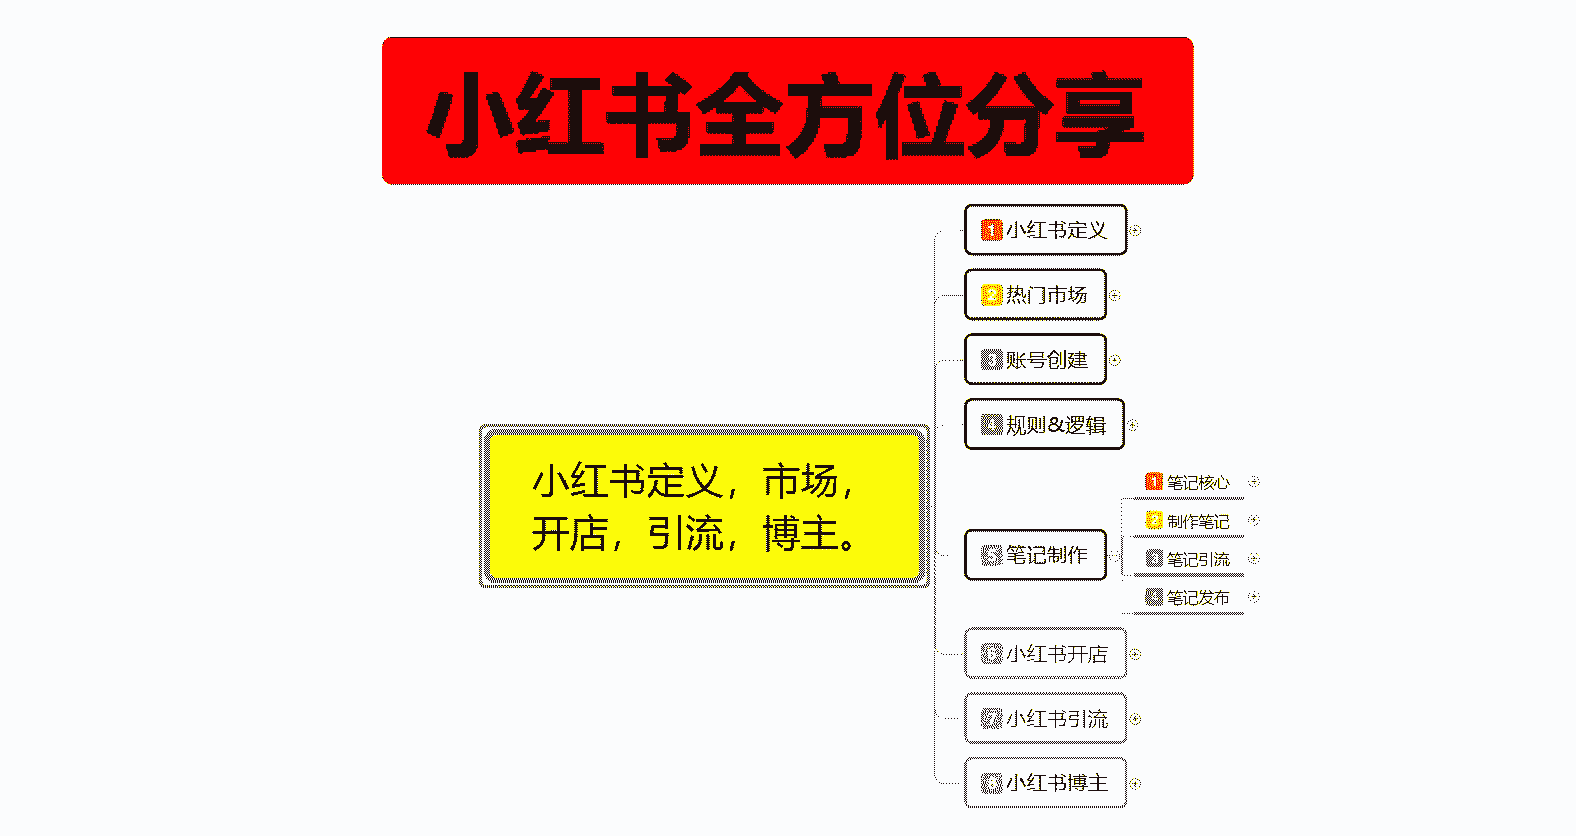 小红书全方位分享
小红书定义，市场，
开店，引流，博主。
1 小红书定义
2 热门市场
3 账号创建
4 规则&逻辑
5 笔记制作
1 笔记核心
2 制作笔记
3 笔记引流
4 笔记发布
6 小红书开店
7 小红书引流
8 小红书博主